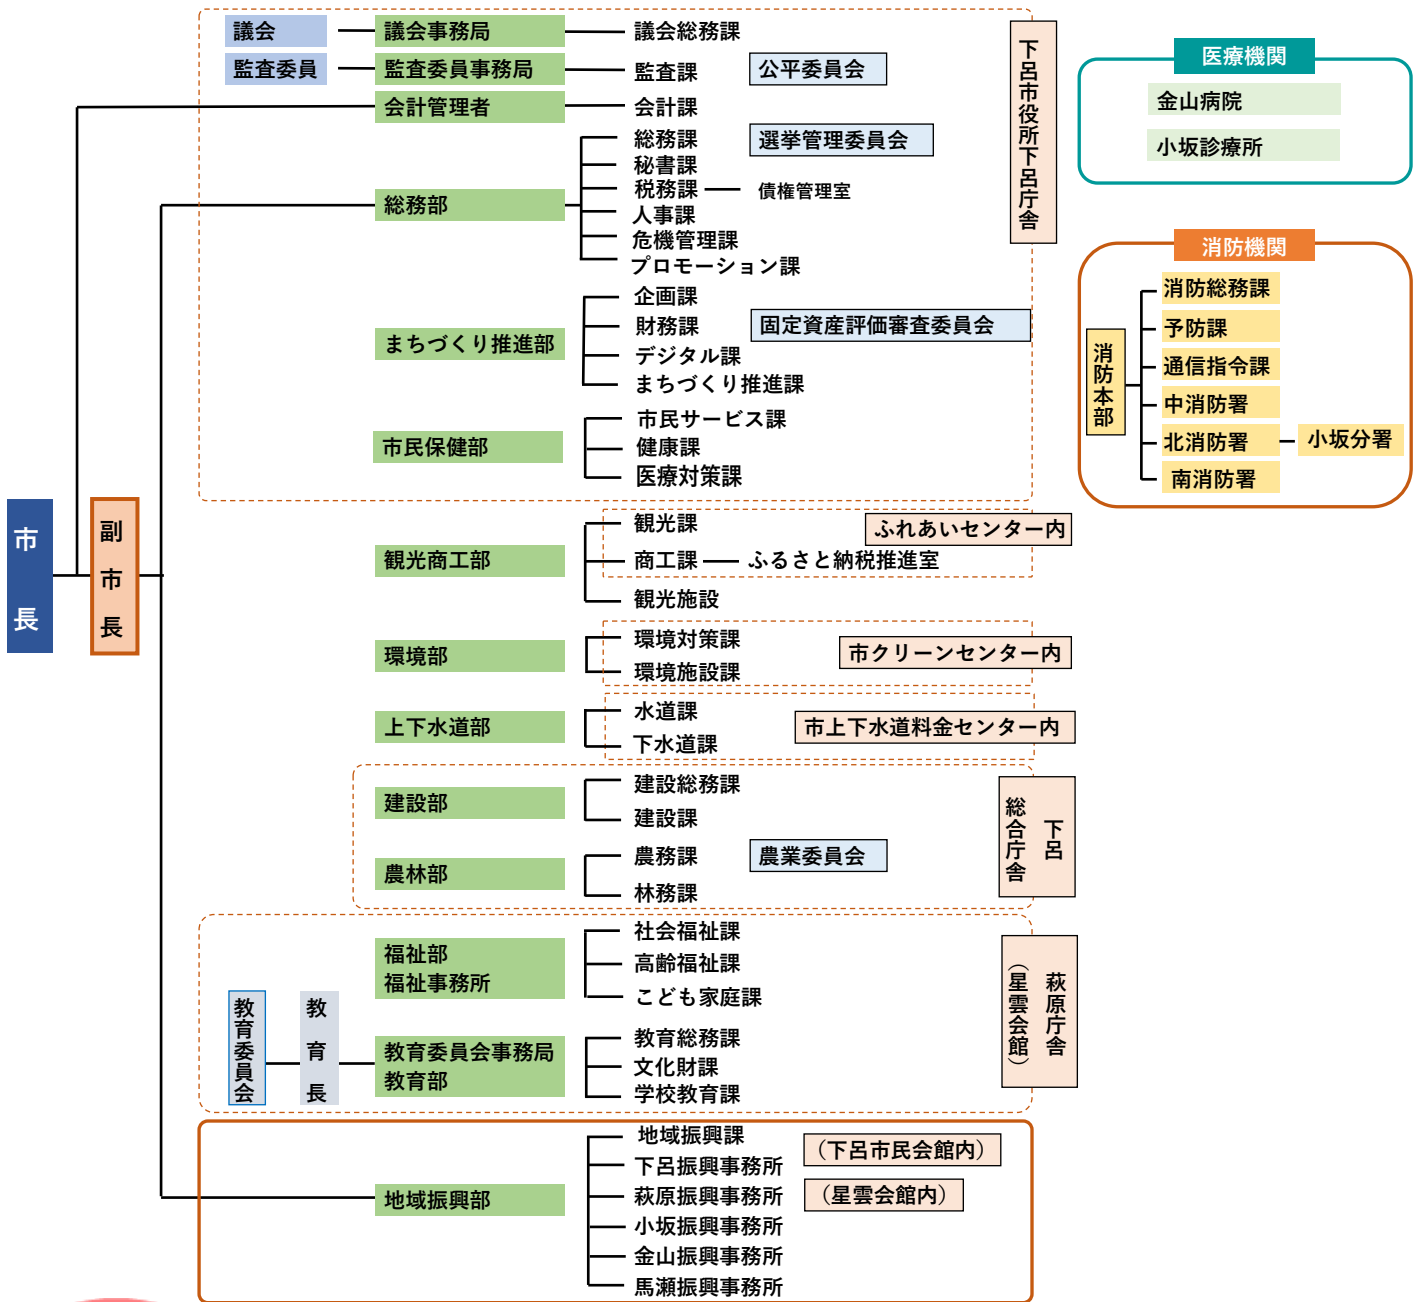 議会
議会事務局
議会総務課
監査委員
監査委員事務局
監査課
公平委員会
会計管理者
会計課
総務部
総務課
選挙管理委員会
秘書課
税務課
債権管理室
人事課
危機管理課
プロモーション課
まちづくり推進部
企画課
財務課
固定資産評価審査委員会
デジタル課
まちづくり推進課
市民保健部
市民サービス課
健康課
医療対策課
下呂市役所下呂庁舎
市長
副市長
観光商工部
観光課
ふれあいセンター内
商工課
ふるさと納税推進室
観光施設
環境部
環境対策課
環境施設課
市クリーンセンター内
上下水道部
水道課
下水道課
市上下水道料金センター内
建設部
建設総務課
建設課
農林部
農務課
農業委員会
林務課
下呂
総合庁舎
福祉部
福祉事務所
社会福祉課
高齢福祉課
こども家庭課
教育委員会
教育長
教育委員会事務局
教育部
教育総務課
文化財課
学校教育課
萩原庁舎
（星雲会館）
地域振興部
地域振興課
下呂振興事務所
（下呂市民会館内）
萩原振興事務所
（星雲会館内）
小坂振興事務所
金山振興事務所
馬瀬振興事務所
医療機関
金山病院
小坂診療所
消防機関
消防本部
消防総務課
予防課
通信指令課
中消防署
北消防署
小坂分署
南消防署